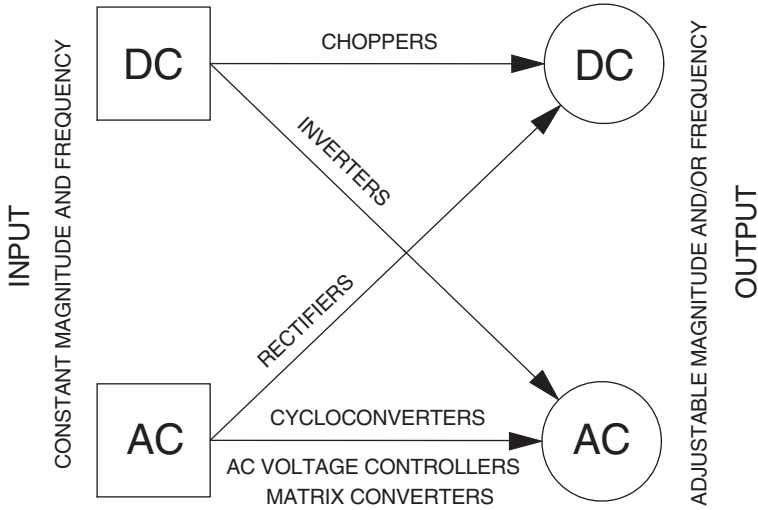 INPUT
CONSTANT MAGNITUDE AND FREQUENCY
DC
CHOPPERS
DC
INVERTERS
RECTIFIERS
AC
CYCLOCONVERTERS
AC VOLTAGE CONTROLLERS
MATRIX CONVERTERS
AC
ADJUSTABLE MAGNITUDE AND/OR FREQUENCY
OUTPUT